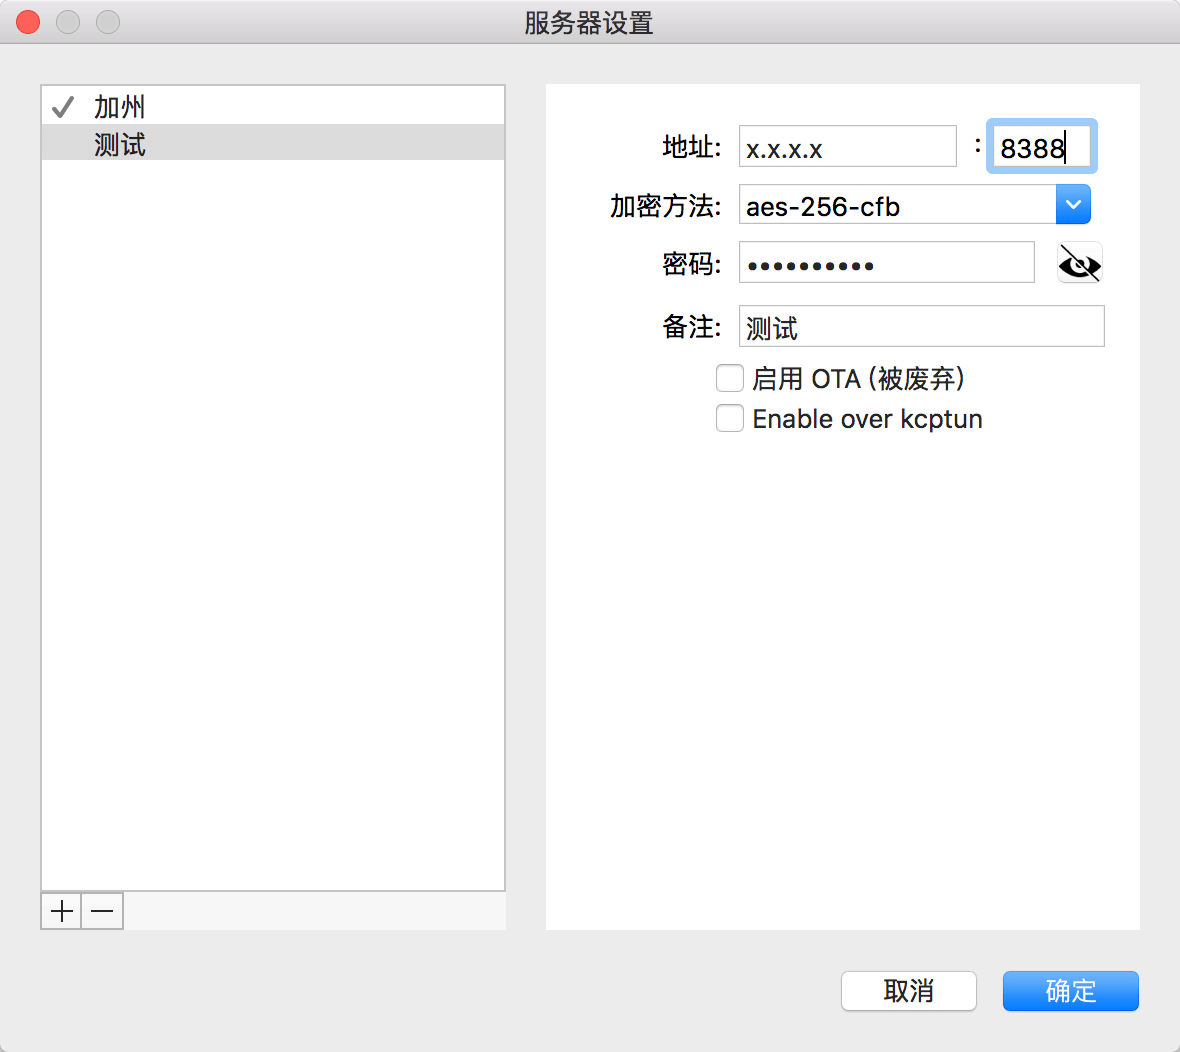 服务器设置
加州
测试
地址: x.x.x.x : 8388
加密方法: aes-256-cfb
密码: ••••••••••
备注: 测试
启用 OTA (被废弃)
Enable over kcptun
取消 确定